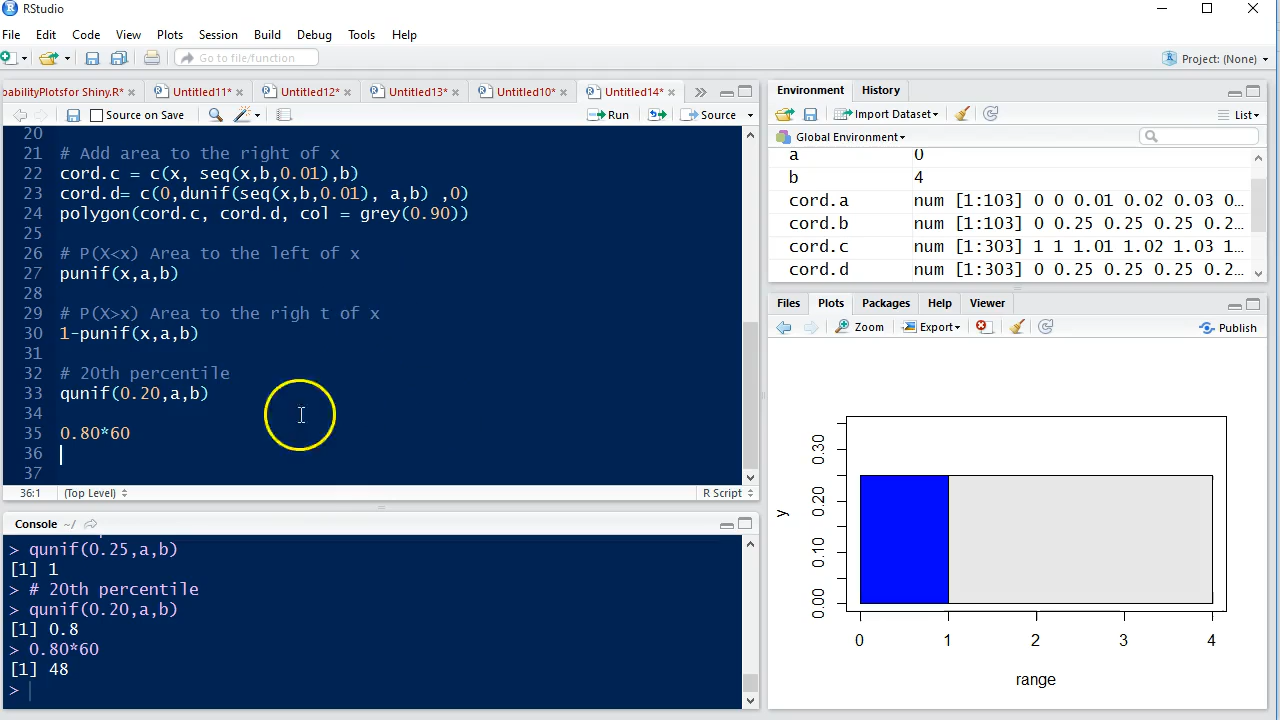 RStudio
File Edit Code View Plots Session Build Debug Tools Help
Go to file/function
Project: (None)
obabilityPlotsfor Shiny.R* Untitled11* Untitled12* Untitled13* Untitled10* Untitled14*
Source on Save Run Source
20
21 # Add area to the right of x
22 cord.c = c(x, seq(x,b,0.01),b)
23 cord.d= c(0,dunif(seq(x,b,0.01), a,b) ,0)
24 polygon(cord.c, cord.d, col = grey(0.90))
25
26 # P(X<x) Area to the left of x
27 punif(x,a,b)
28
29 # P(X>x) Area to the righ t of x
30 1-punif(x,a,b)
31
32 # 20th percentile
33 qunif(0.20,a,b)
34
35 0.80*60
36
37
36:1 (Top Level) R Script
Console ~/
> qunif(0.25,a,b)
[1] 1
> # 20th percentile
> qunif(0.20,a,b)
[1] 0.8
> 0.80*60
[1] 48
>
Environment History
Import Dataset List
Global Environment
a 0
b 4
cord.a num [1:103] 0 0 0.01 0.02 0.03 0…
cord.b num [1:103] 0 0.25 0.25 0.25 0.2…
cord.c num [1:303] 1 1 1.01 1.02 1.03 1…
cord.d num [1:303] 0 0.25 0.25 0.25 0.2…
Files Plots Packages Help Viewer
Zoom Export Publish
y
0.30
0.20
0.10
0.00
0 1 2 3 4
range